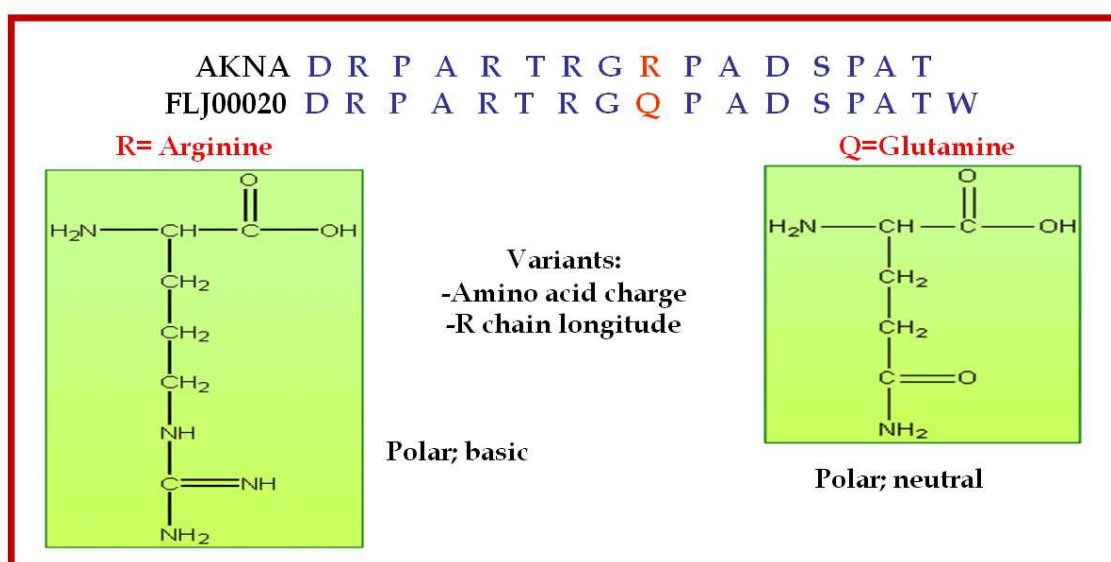 AKNA D R P A R T R G R P A D S P A T
FLJ00020 D R P A R T R G Q P A D S P A T W
R= Arginine
Q=Glutamine
O
H₂N CH C OH
CH₂
CH₂
CH₂
NH
C NH
NH₂
Variants:
-Amino acid charge
-R chain longitude
Polar; basic
O
H₂N CH C OH
CH₂
CH₂
C O
NH₂
Polar; neutral